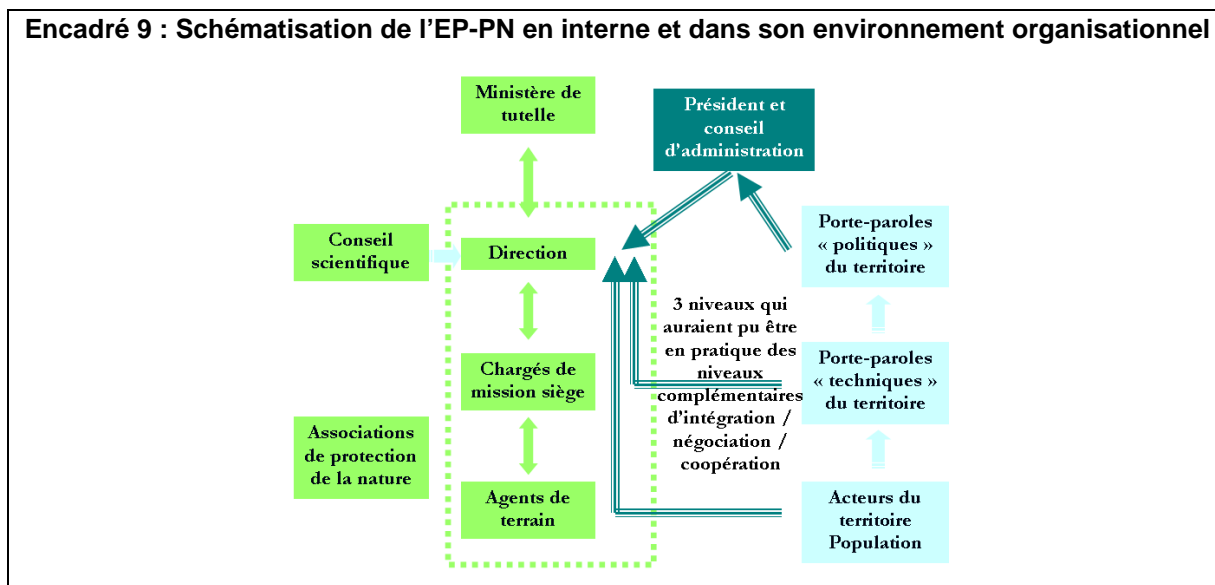 Encadré 9 : Schématisation de l’EP-PN en interne et dans son environnement organisationnel
Ministère de
tutelle
Président et
conseil
d'administration
Conseil
scientifique
Direction
Porte-paroles
« politiques »
du territoire
3 niveaux qui
auraient pu être
en pratique des
niveaux
complémentaires
d'intégration /
négociation /
coopération
Chargés de
mission siège
Porte-paroles
« techniques »
du territoire
Associations
de protection
de la nature
Agents de
terrain
Acteurs du
territoire
Population